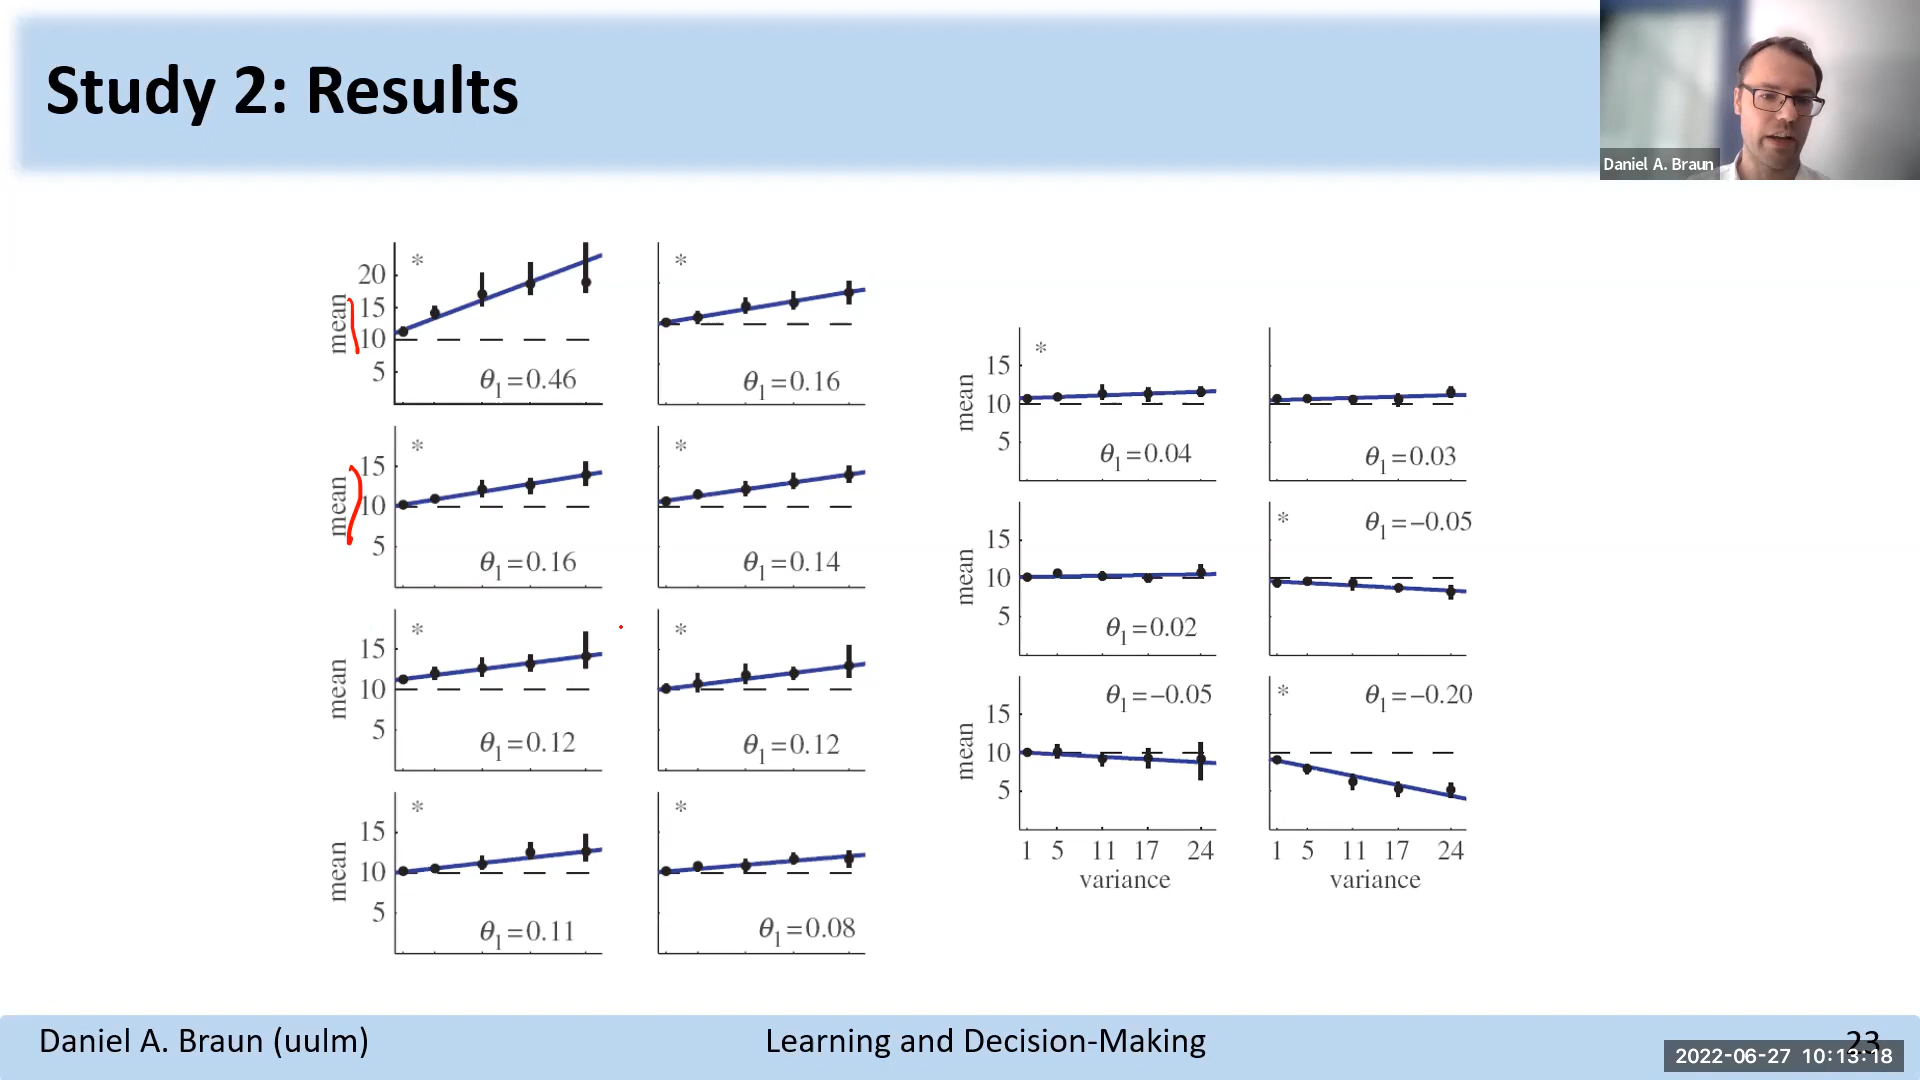 Study 2: Results
Daniel A. Braun
*
20
15
10
5
mean
θ1=0.46
*
θ1=0.16
*
15
10
5
mean
θ1=0.16
*
θ1=0.14
*
15
10
5
mean
θ1=0.12
*
θ1=0.12
*
15
10
5
mean
θ1=0.11
*
θ1=0.08
*
15
10
5
mean
θ1=0.04
θ1=0.03
15
10
5
mean
θ1=0.02
*
θ1=–0.05
15
10
5
mean
θ1=–0.05
1 5 11 17 24
variance
*
θ1=–0.20
1 5 11 17 24
variance
Daniel A. Braun (uulm)
Learning and Decision-Making
23
2022-06-27 10:13:18